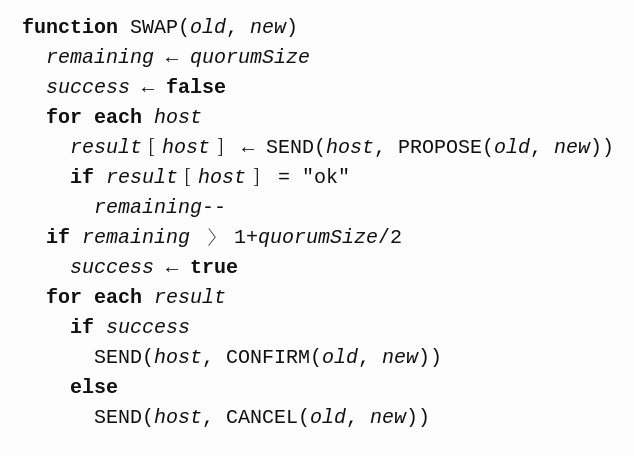 function SWAP(old, new)
remaining ← quorumSize
success ← false
for each host
result[host] ← SEND(host, PROPOSE(old, new))
if result[host] = "ok"
remaining--
if remaining 〉 1+quorumSize/2
success ← true
for each result
if success
SEND(host, CONFIRM(old, new))
else
SEND(host, CANCEL(old, new))